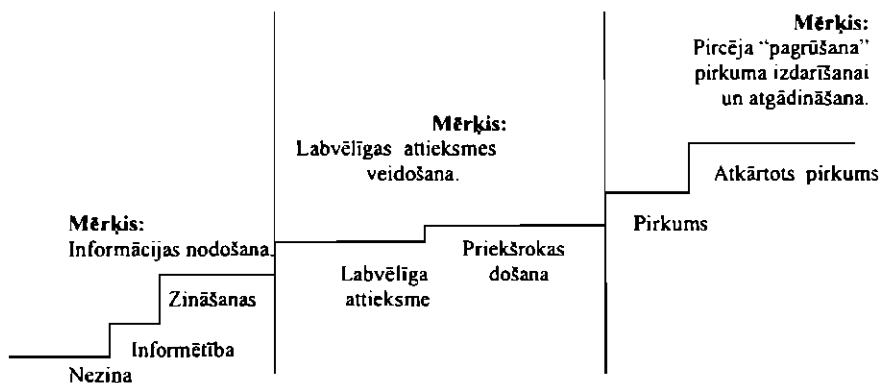 Mērķis:
Informācijas nodošana.
Zināšanas
Informētība
Nezina
Mērķis:
Labvēlīgas attieksmes
veidošana.
Labvēlīga
attieksme
Priekšrokas
došana
Mērķis:
Pircēja “pagrūšana”
pirkuma izdarīšanai
un atgādināšana.
Atkārtots pirkums
Pirkums